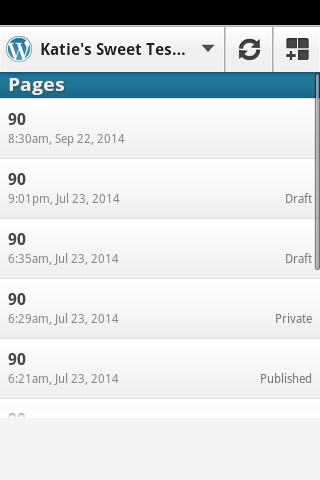 Katie's Sweet Tes...
Pages
90
8:30am, Sep 22, 2014
90
9:01pm, Jul 23, 2014 Draft
90
6:35am, Jul 23, 2014 Draft
90
6:29am, Jul 23, 2014 Private
90
6:21am, Jul 23, 2014 Published
90